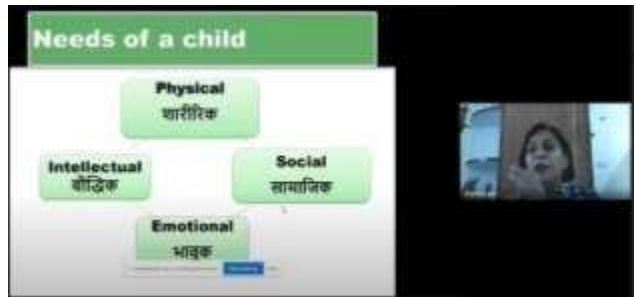 Needs of a child
Physical
शारीरिक
Intellectual
बौद्धिक
Social
सामाजिक
Emotional
भावुक